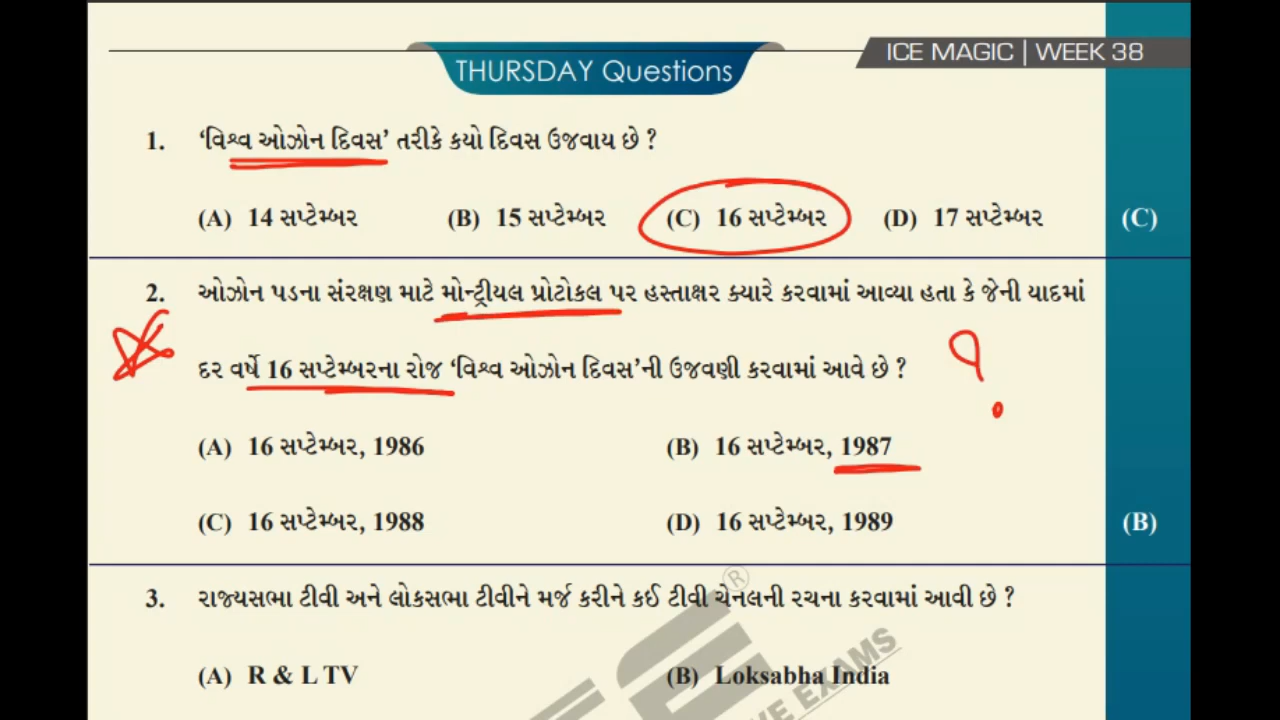 ICE MAGIC | WEEK 38
THURSDAY Questions
1. ‘વિશ્વ ઓઝોન દિવસ’ તરીકે કયો દિવસ ઉજવાય છે ?
(A) 14 સપ્ટેમ્બર (B) 15 સપ્ટેમ્બર (C) 16 સપ્ટેમ્બર (D) 17 સપ્ટેમ્બર (C)
2. ઓઝોન પડના સંરક્ષણ માટે મોન્ટ્રીયલ પ્રોટોકલ પર હસ્તાક્ષર ક્યારે કરવામાં આવ્યા હતા કે જેની યાદમાં
દર વર્ષે 16 સપ્ટેમ્બરના રોજ ‘વિશ્વ ઓઝોન દિવસ’ની ઉજવણી કરવામાં આવે છે ?
(A) 16 સપ્ટેમ્બર, 1986 (B) 16 સપ્ટેમ્બર, 1987
(C) 16 સપ્ટેમ્બર, 1988 (D) 16 સપ્ટેમ્બર, 1989 (B)
3. રાજ્યસભા ટીવી અને લોકસભા ટીવીને મર્જ કરીને કઈ ટીવી ચેનલની રચના કરવામાં આવી છે ?
(A) R & L TV (B) Loksabha India
EXAMS